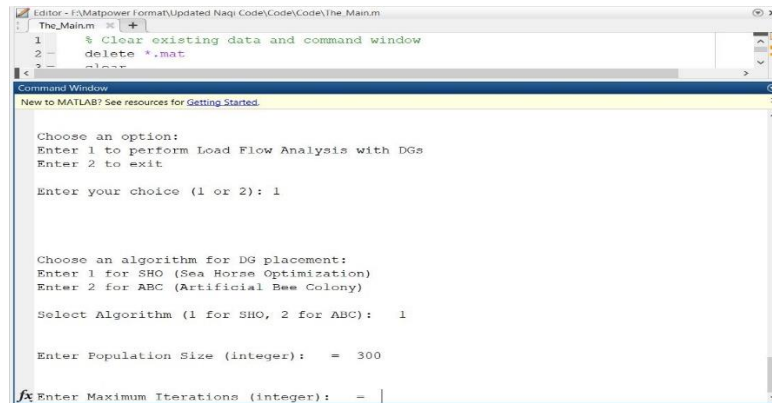 Editor - F:\Matpower Format\Updated Naqi Code\Code\Code\The_Main.m
The_Main.m × +
1 % Clear existing data and command window
2 - delete *.mat
3 - clear
Command Window
New to MATLAB? See resources for Getting Started.
Choose an option:
Enter 1 to perform Load Flow Analysis with DGs
Enter 2 to exit
Enter your choice (1 or 2): 1
Choose an algorithm for DG placement:
Enter 1 for SHO (Sea Horse Optimization)
Enter 2 for ABC (Artificial Bee Colony)
Select Algorithm (1 for SHO, 2 for ABC): 1
Enter Population Size (integer): = 300
fx Enter Maximum Iterations (integer): =